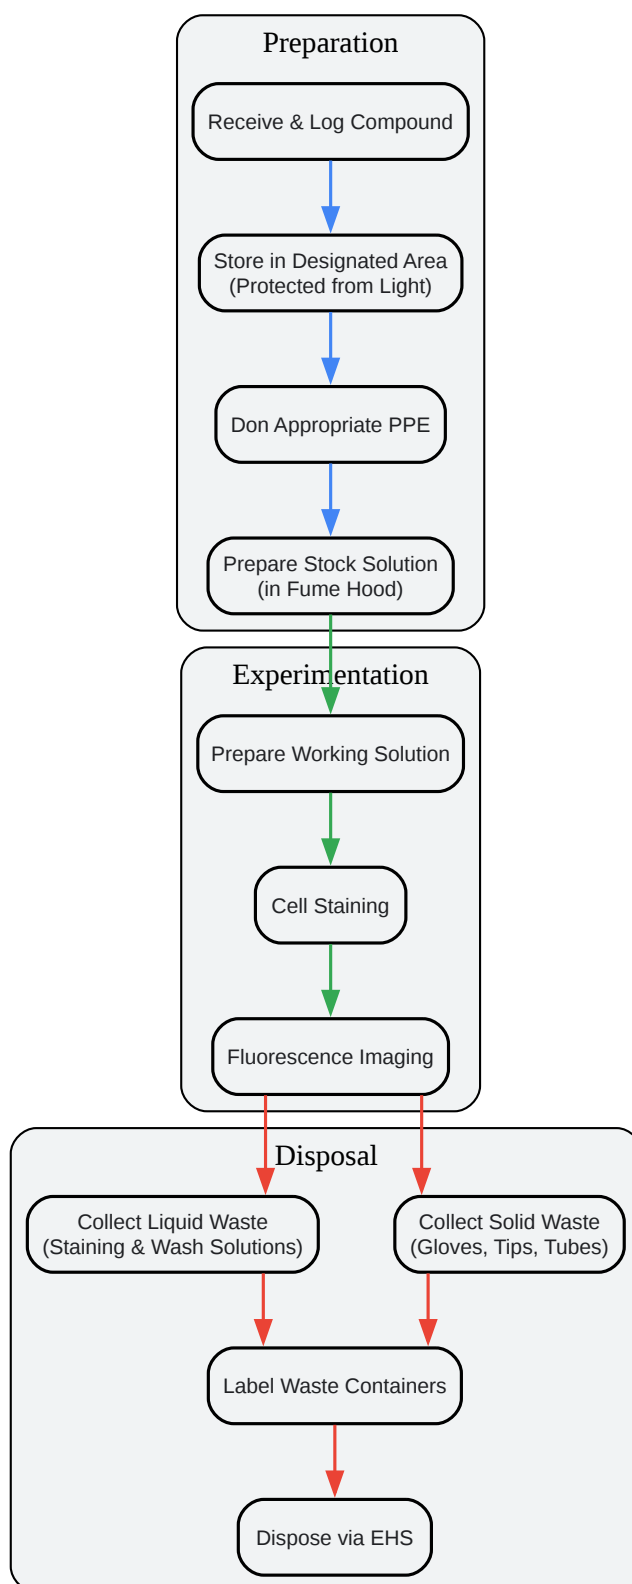 Preparation
Receive & Log Compound
Store in Designated Area
(Protected from Light)
Don Appropriate PPE
Prepare Stock Solution
(in Fume Hood)
Experimentation
Prepare Working Solution
Cell Staining
Fluorescence Imaging
Disposal
Collect Liquid Waste
(Staining & Wash Solutions)
Collect Solid Waste
(Gloves, Tips, Tubes)
Label Waste Containers
Dispose via EHS